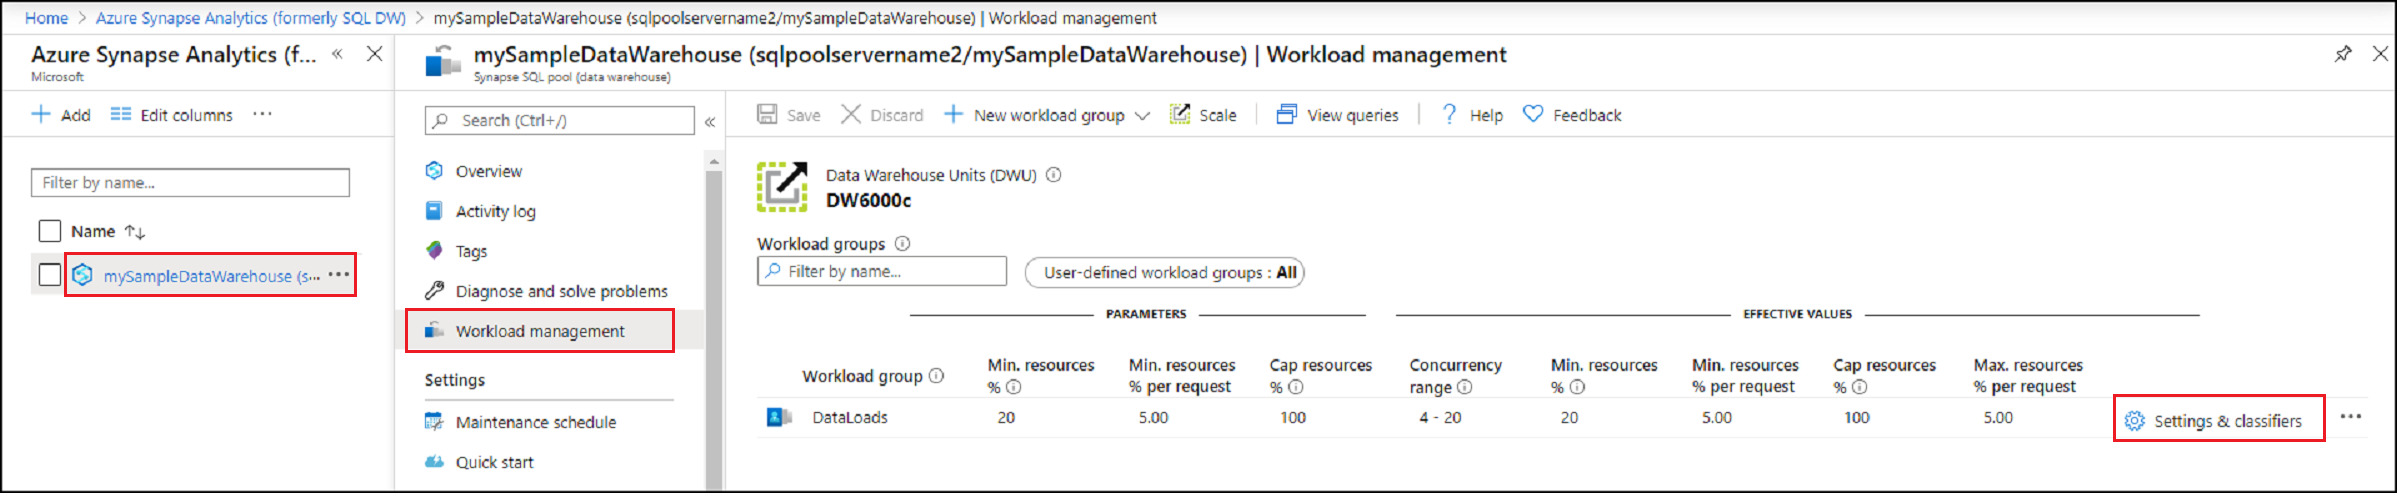 Home > Azure Synapse Analytics (formerly SQL DW) > mySampleDataWarehouse (sqlpoolservername2/mySampleDataWarehouse) | Workload management
Azure Synapse Analytics (f...
Microsoft
Add Edit columns ...
Filter by name...
Name
mySampleDataWarehouse (s...
mySampleDataWarehouse (sqlpoolservername2/mySampleDataWarehouse) | Workload management
Synapse SQL pool (data warehouse)
Search (Ctrl+/)
Overview
Activity log
Tags
Diagnose and solve problems
Workload management
Settings
Maintenance schedule
Quick start
Save Discard New workload group Scale View queries Help Feedback
Data Warehouse Units (DWU)
DW6000c
Workload groups
Filter by name... User-defined workload groups : All
PARAMETERS EFFECTIVE VALUES
Workload group Min. resources % Min. resources % per request Cap resources % Concurrency range Min. resources % Min. resources % per request Cap resources % Max. resources % per request
DataLoads 20 5.00 100 4 - 20 20 5.00 100 5.00 Settings & classifiers